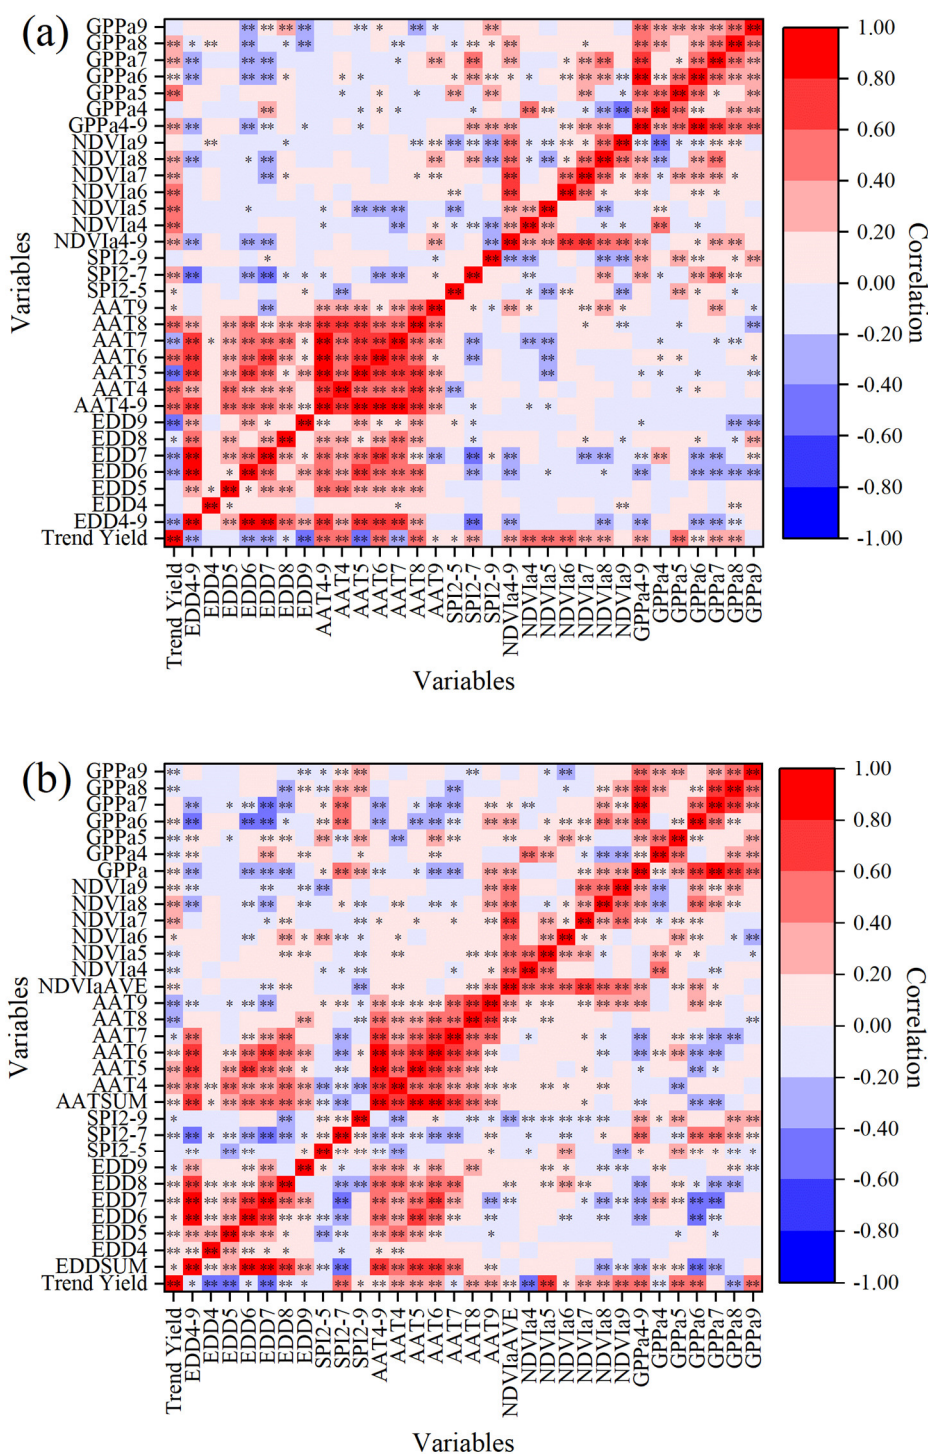 (a)
GPPa9
GPPa8
GPPa7
GPPa6
GPPa5
GPPa4
GPPa4-9
NDVIa9
NDVIa8
NDVIa7
NDVIa6
NDVIa5
NDVIa4
NDVIa4-9
SPI2-9
SPI2-7
SPI2-5
AAT9
AAT8
AAT7
AAT6
AAT5
AAT4
AAT4-9
EDD9
EDD8
EDD7
EDD6
EDD5
EDD4
EDD4-9
Trend Yield
Variables
Trend Yield
EDD4-9
EDD4
EDD5
EDD6
EDD7
EDD8
EDD9
AAT4-9
AAT4
AAT5
AAT6
AAT7
AAT8
AAT9
SPI2-5
SPI2-7
SPI2-9
NDVIa4-9
NDVIa4
NDVIa5
NDVIa6
NDVIa7
NDVIa8
NDVIa9
GPPa4-9
GPPa4
GPPa5
GPPa6
GPPa7
GPPa8
GPPa9
Variables
1.00
0.80
0.60
0.40
0.20
0.00
-0.20
-0.40
-0.60
-0.80
-1.00
Correlation
(b)
GPPa9
GPPa8
GPPa7
GPPa6
GPPa5
GPPa4
GPPa
NDVIa9
NDVIa8
NDVIa7
NDVIa6
NDVIa5
NDVIa4
NDVIaAVE
AAT9
AAT8
AAT7
AAT6
AAT5
AAT4
AATSUM
SPI2-9
SPI2-7
SPI2-5
EDD9
EDD8
EDD7
EDD6
EDD5
EDD4
EDDSUM
Trend Yield
Variables
Trend Yield
EDD4-9
EDD4
EDD5
EDD6
EDD7
EDD8
EDD9
SPI2-5
SPI2-7
SPI2-9
AAT4-9
AAT4
AAT5
AAT6
AAT7
AAT8
AAT9
NDVIaAVE
NDVIa4
NDVIa5
NDVIa6
NDVIa7
NDVIa8
NDVIa9
GPPa4-9
GPPa4
GPPa5
GPPa6
GPPa7
GPPa8
GPPa9
Variables
1.00
0.80
0.60
0.40
0.20
0.00
-0.20
-0.40
-0.60
-0.80
-1.00
Correlation